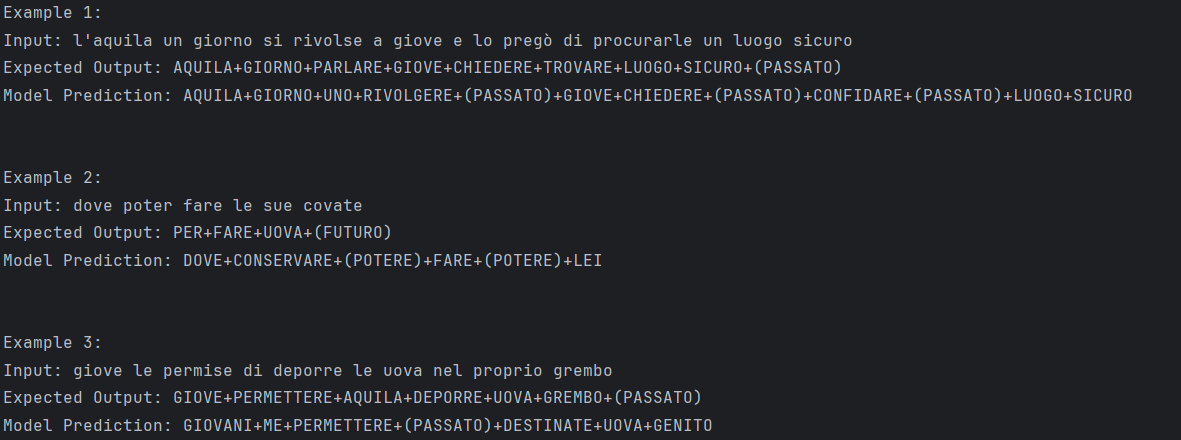 Example 1:
Input: l'aquila un giorno si rivolse a giove e lo pregò di procurarle un luogo sicuro
Expected Output: AQUILA+GIORNO+PARLARE+GIOVE+CHIEDERE+TROVARE+LUOGO+SICURO+(PASSATO)
Model Prediction: AQUILA+GIORNO+UNO+RIVOLGERE+(PASSATO)+GIOVE+CHIEDERE+(PASSATO)+CONFIDARE+(PASSATO)+LUOGO+SICURO
Example 2:
Input: dove poter fare le sue covate
Expected Output: PER+FARE+UOVA+(FUTURO)
Model Prediction: DOVE+CONSERVARE+(POTERE)+FARE+(POTERE)+LEI
Example 3:
Input: giove le permise di deporre le uova nel proprio grembo
Expected Output: GIOVE+PERMETTERE+AQUILA+DEPORRE+UOVA+GREMBO+(PASSATO)
Model Prediction: GIOVANI+ME+PERMETTERE+(PASSATO)+DESTINATE+UOVA+GENITO